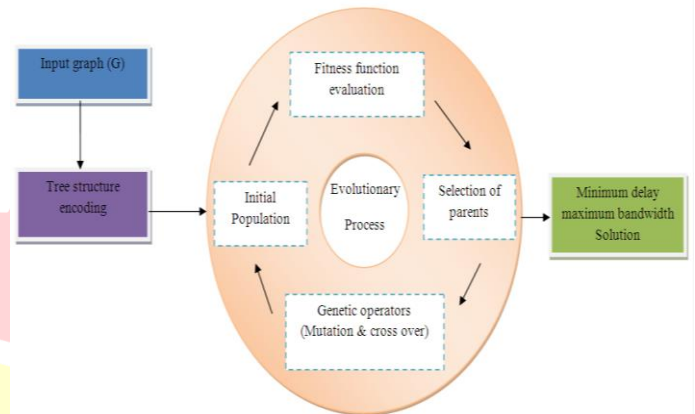 Input graph (G)
Tree structure
encoding
Fitness function
evaluation
Initial
Population
Evolutionary
Process
Selection of
parents
Genetic operators
(Mutation & cross over)
Minimum delay
maximum bandwidth
Solution